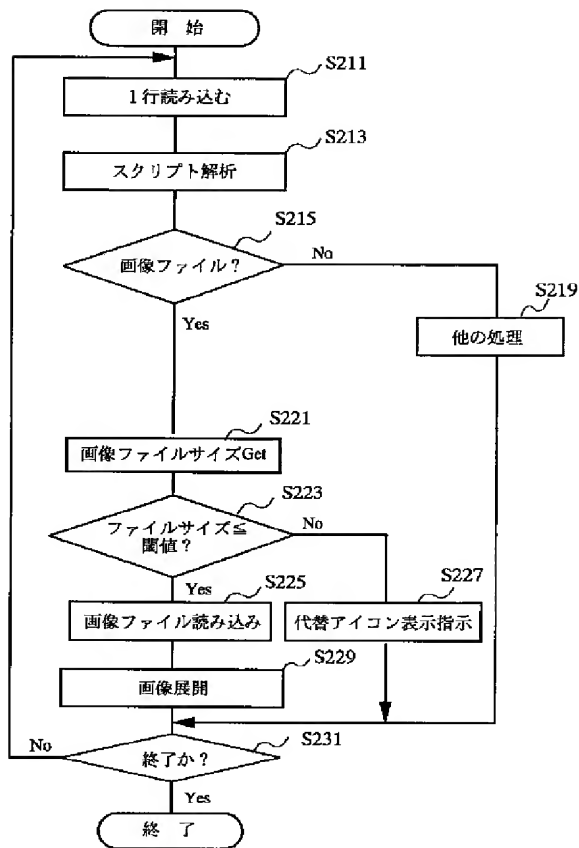 開 始
S211
1行読み込む
S213
スクリプト解析
S215
画像ファイル？
No
Yes
S219
他の処理
S221
画像ファイルサイズGet
S223
ファイルサイズ≦
閾値？
No
Yes
S225
画像ファイル読み込み
S227
代替アイコン表示指示
S229
画像展開
S231
終了か？
No
Yes
終 了